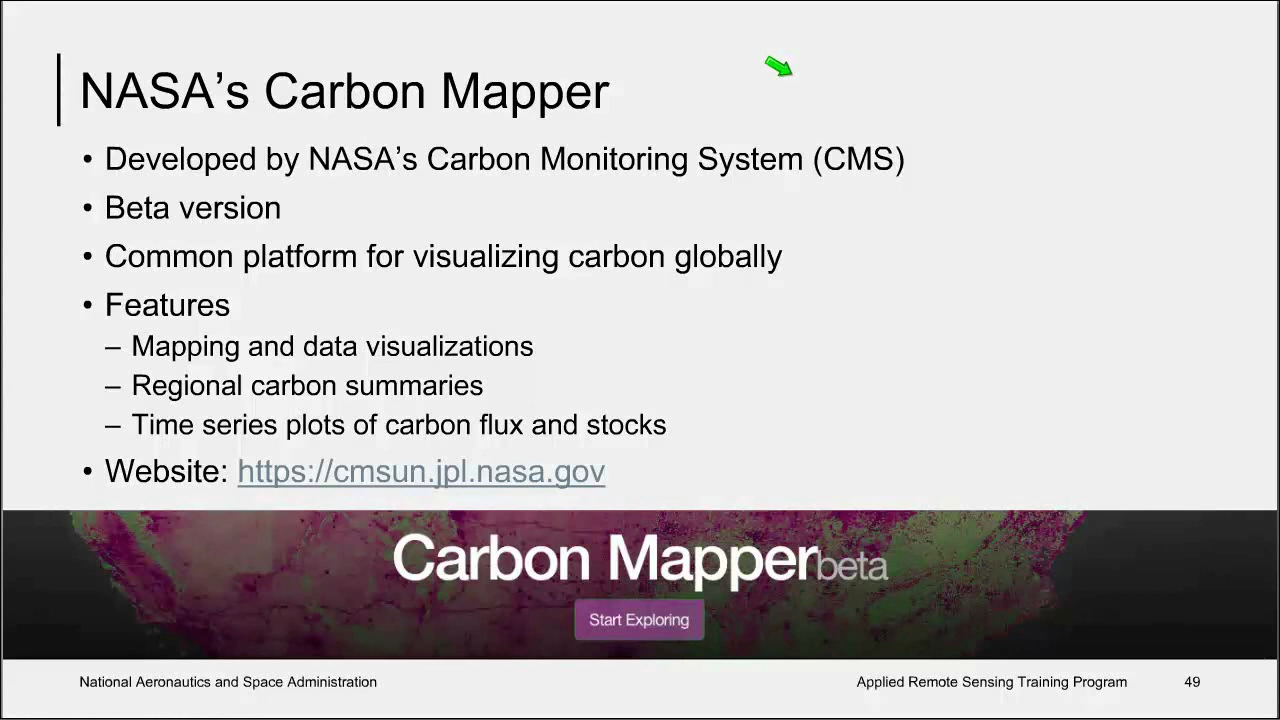 NASA’s Carbon Mapper
• Developed by NASA’s Carbon Monitoring System (CMS)
• Beta version
• Common platform for visualizing carbon globally
• Features
– Mapping and data visualizations
– Regional carbon summaries
– Time series plots of carbon flux and stocks
• Website: https://cmsun.jpl.nasa.gov
Carbon Mapperbeta
Start Exploring
National Aeronautics and Space Administration
Applied Remote Sensing Training Program
49